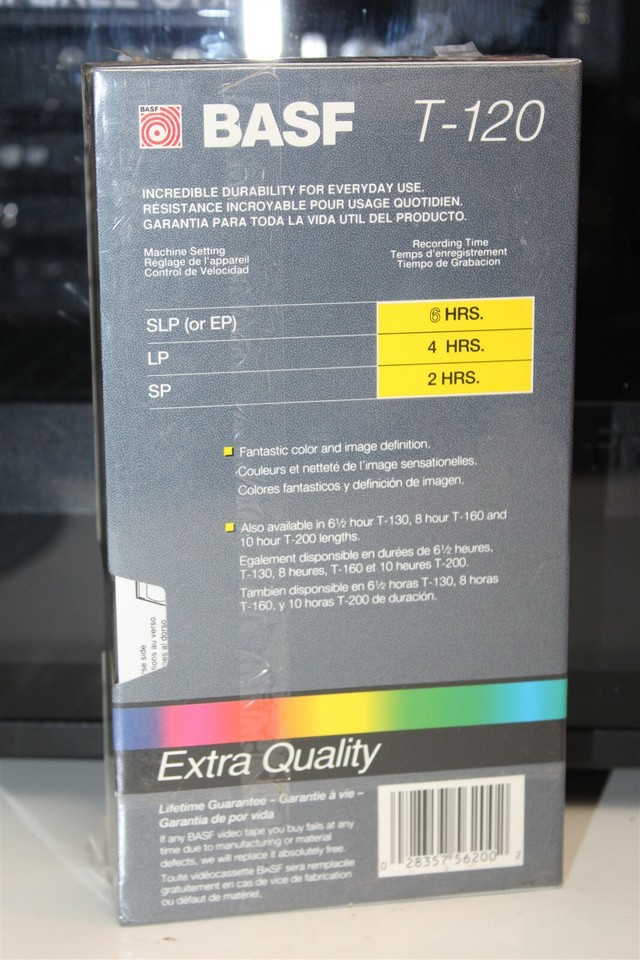 BASF
BASF T-120
INCREDIBLE DURABILITY FOR EVERYDAY USE.
RÉSISTANCE INCROYABLE POUR USAGE QUOTIDIEN.
GARANTIA PARA TODA LA VIDA UTIL DEL PRODUCTO.
Machine Setting
Réglage de l'appareil
Control de Velocidad
Recording Time
Temps d'enregistrement
Tiempo de Grabacion
SLP (or EP) 6 HRS.
LP 4 HRS.
SP 2 HRS.
Fantastic color and image definition.
Couleurs et netteté de l'image sensationelles.
Colores fantasticos y definición de imagen.
Also available in 6½ hour T-130, 8 hour T-160 and
10 hour T-200 lengths.
Egalement disponible en durées de 6½ heures,
T-130, 8 heures, T-160 et 10 heures T-200.
Tambien disponible en 6½ horas T-130, 8 horas
T-160, y 10 horas T-200 de duración.
se side
ions au verso
es al dorso
Extra Quality
Lifetime Guarantee – Garantie à vie –
Garantia de por vida
If any BASF video tape you buy fails at any
time due to manufacturing or material
defects, we will replace it absolutely free.
Toute vidéocassette BASF sera remplacée
gratuitement en cas de vice de fabrication
ou défaut de matériel.
0 28357 56200 2